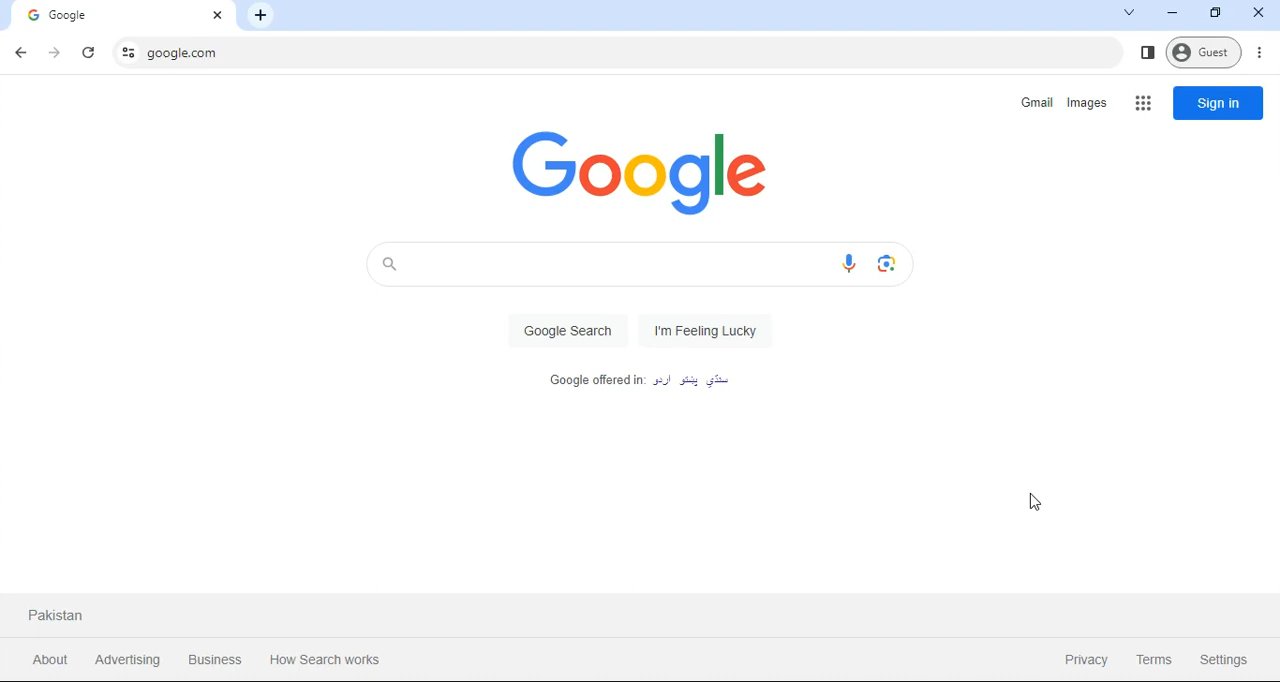 Google
google.com
Guest
Gmail Images Sign in
Google
Google Search I'm Feeling Lucky
Google offered in: اردو پښتو سنڌي
Pakistan
About Advertising Business How Search works Privacy Terms Settings